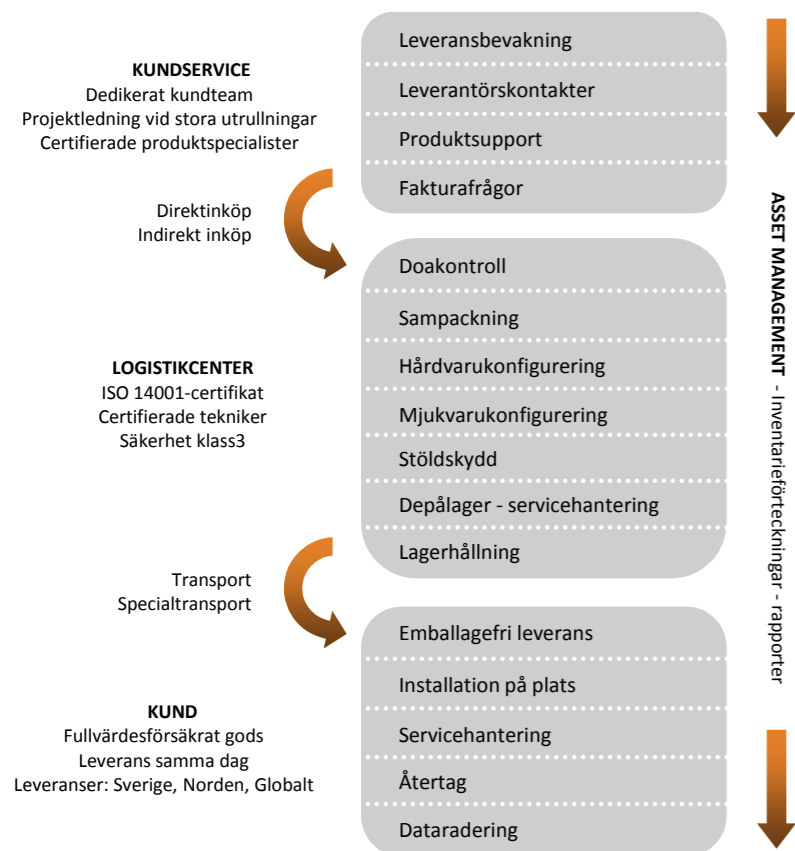 KUNDSERVICE
Dedikerat kundteam
Projektledning vid stora utrullningar
Certifierade produktspecialister
Leveransbevakning
Leverantörskontakter
Produktsupport
Fakturafrågor
Direktinköp
Indirekt inköp
LOGISTIKCENTER
ISO 14001-certifikat
Certifierade tekniker
Säkerhet klass3
Doakontroll
Sampackning
Hårdvarukonfigurering
Mjukvarukonfigurering
Stöldskydd
Depålager - servicehantering
Lagerhållning
Transport
Specialtransport
KUND
Fullvärdesförsäkrat gods
Leverans samma dag
Leveranser: Sverige, Norden, Globalt
Emballagefri leverans
Installation på plats
Servicehantering
Återtag
Dataradering
ASSET MANAGEMENT - Inventarieförteckningar - rapporter